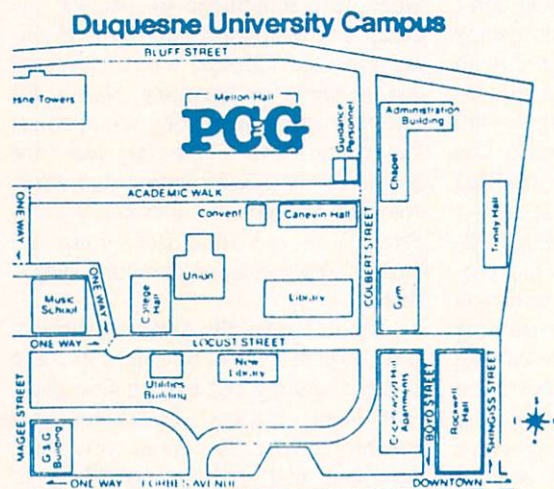 Duquesne University Campus
BLUFF STREET
esne Towers
Mellon Hall
PCG
Guidance
Personnel
Administration
Building
Chapel
Trinity Hall
ACADEMIC WALK
ONE WAY
Convent
Canevin Hall
COLBERT STREET
Union
ONE WAY
Music
School
College
Hall
Library
Gym
ONE WAY
LOCUST STREET
Utilities
Building
New
Library
Apartments
BOYD STREET
Rockwell
Hall
SHINGISS STREET
MAGEE STREET
G & G
Building
ONE WAY
FORBES AVENUE
DOWNTOWN